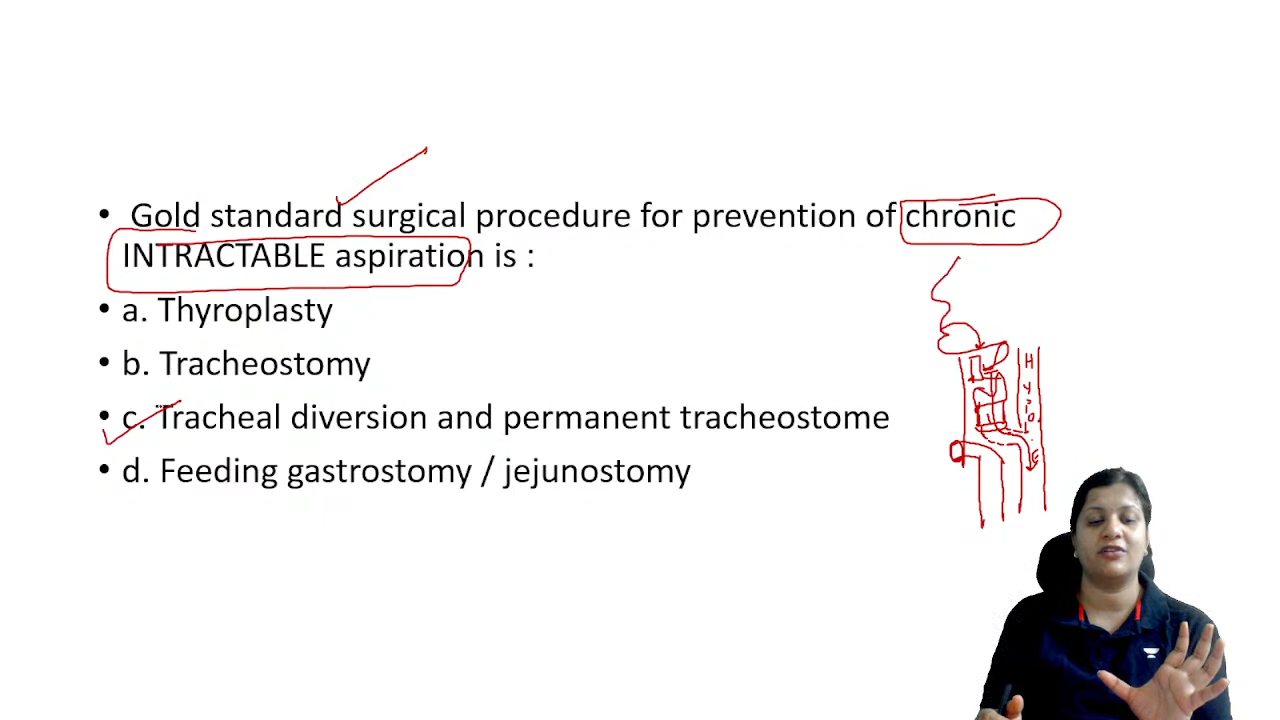 • Gold standard surgical procedure for prevention of chronic
INTRACTABLE aspiration is :
• a. Thyroplasty
• b. Tracheostomy
• c. Tracheal diversion and permanent tracheostome
• d. Feeding gastrostomy / jejunostomy
H
y